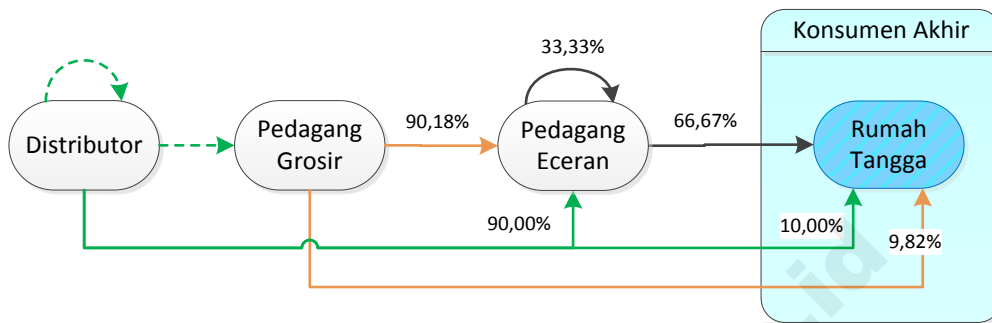 Konsumen Akhir
33,33%
Distributor
Pedagang
Grosir
90,18%
Pedagang
Eceran
66,67%
Rumah
Tangga
90,00%
10,00%
9,82%
.id